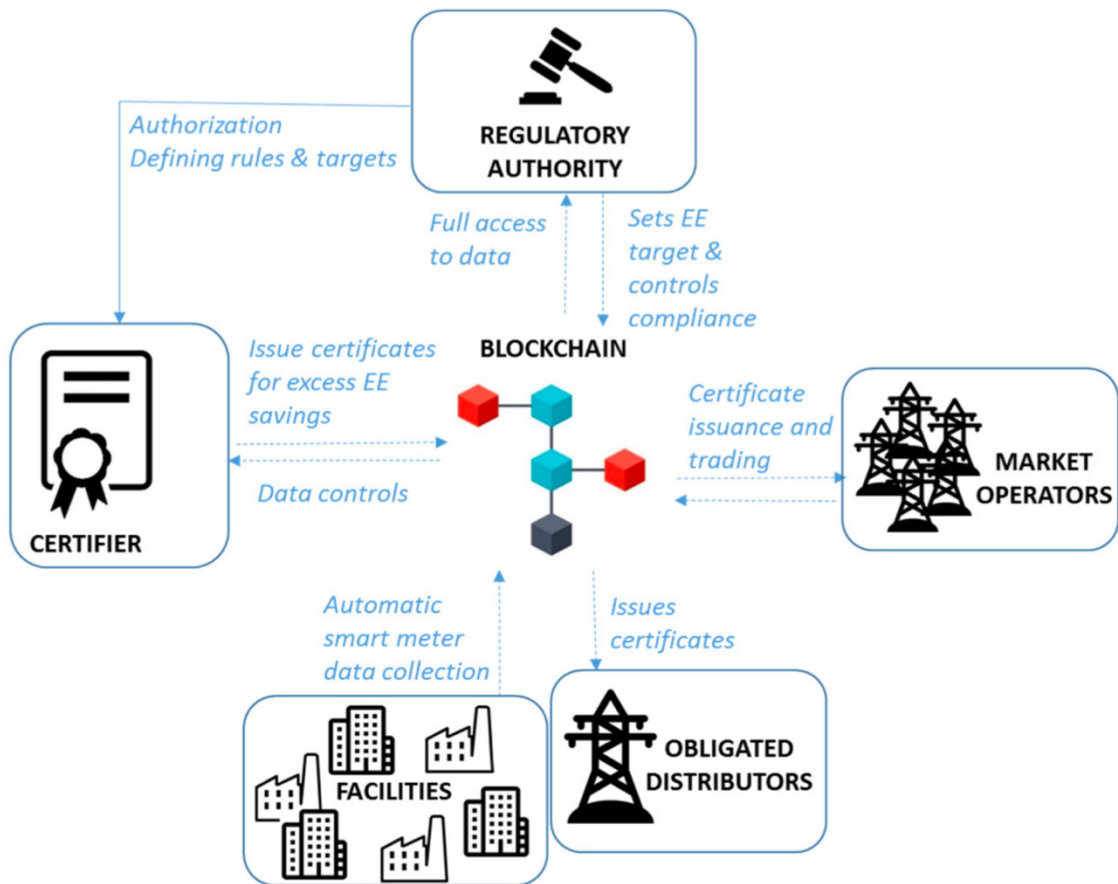 REGULATORY
AUTHORITY
Authorization
Defining rules & targets
Full access
to data
Sets EE
target &
controls
compliance
BLOCKCHAIN
Issue certificates
for excess EE
savings
Data controls
CERTIFIER
Certificate
issuance and
trading
MARKET
OPERATORS
Automatic
smart meter
data collection
Issues
certificates
FACILITIES
OBLIGATED
DISTRIBUTORS